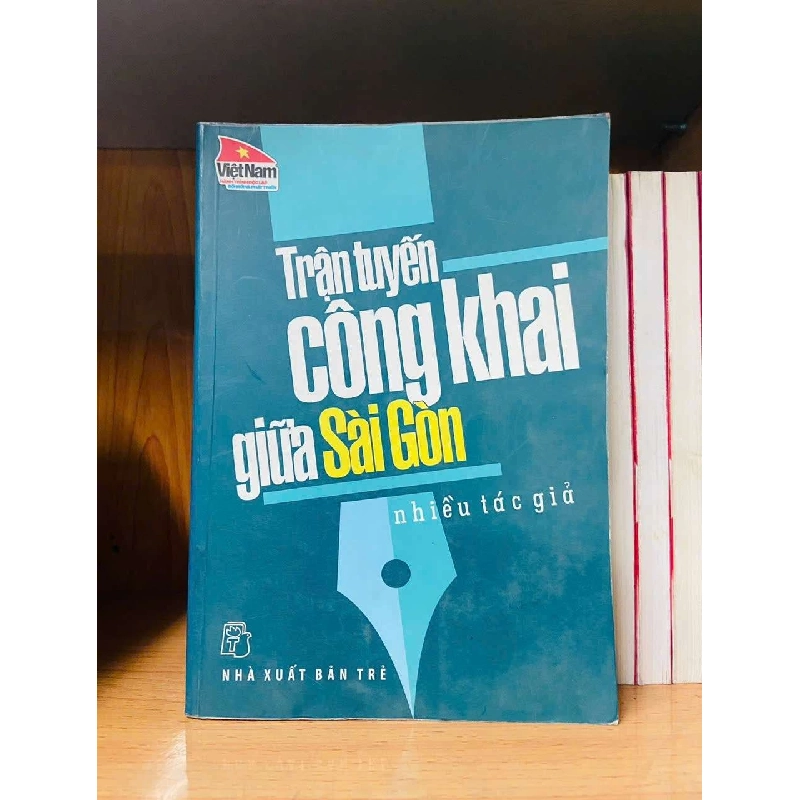 Việt Nam
Trận tuyến
công khai
giữa Sài Gòn
nhiều tác giả
T
NHÀ XUẤT BẢN TRẺ